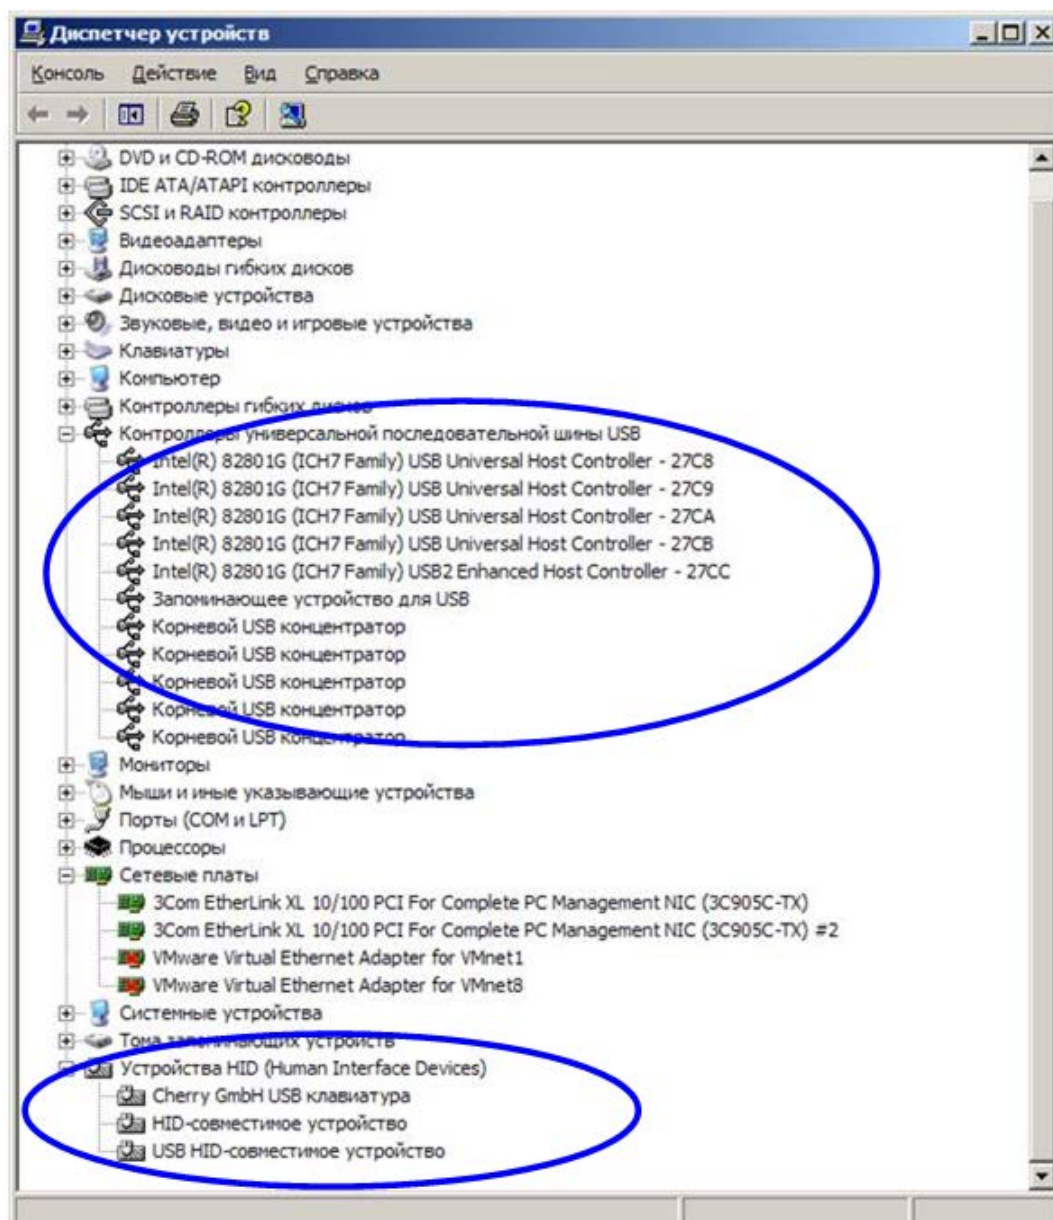 Диспетчер устройств
Консоль Действие Вид Справка
DVD и CD-ROM дисководы
IDE ATA/ATAPI контроллеры
SCSI и RAID контроллеры
Видеоадаптеры
Дисководы гибких дисков
Дисковые устройства
Звуковые, видео и игровые устройства
Клавиатуры
Компьютер
Контроллеры гибких дисков
Контроллеры универсальной последовательной шины USB
Intel(R) 82801G (ICH7 Family) USB Universal Host Controller - 27C8
Intel(R) 82801G (ICH7 Family) USB Universal Host Controller - 27C9
Intel(R) 82801G (ICH7 Family) USB Universal Host Controller - 27CA
Intel(R) 82801G (ICH7 Family) USB Universal Host Controller - 27CB
Intel(R) 82801G (ICH7 Family) USB2 Enhanced Host Controller - 27CC
Запоминающее устройство для USB
Корневой USB концентратор
Корневой USB концентратор
Корневой USB концентратор
Корневой USB концентратор
Корневой USB концентратор
Мониторы
Мыши и иные указывающие устройства
Порты (COM и LPT)
Процессоры
Сетевые платы
3Com EtherLink XL 10/100 PCI For Complete PC Management NIC (3C905C-TX)
3Com EtherLink XL 10/100 PCI For Complete PC Management NIC (3C905C-TX) #2
VMware Virtual Ethernet Adapter for VMnet1
VMware Virtual Ethernet Adapter for VMnet8
Системные устройства
Тома запоминающих устройств
Устройства HID (Human Interface Devices)
Cherry GmbH USB клавиатура
HID-совместимое устройство
USB HID-совместимое устройство